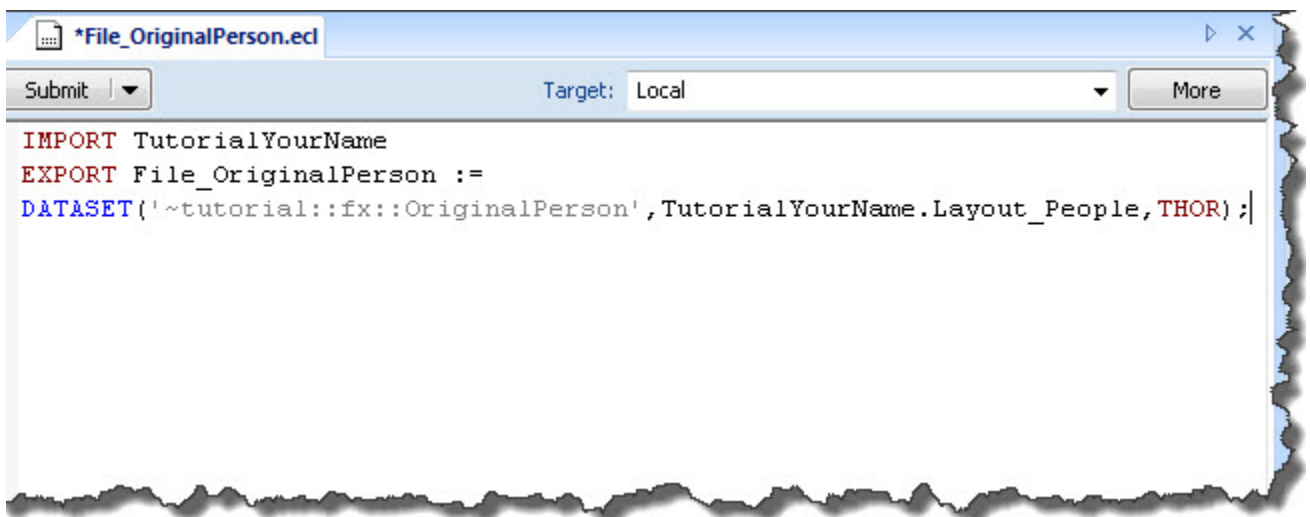 *File_OriginalPerson.ecl
Submit Target: Local More
IMPORT TutorialYourName
EXPORT File_OriginalPerson :=
DATASET('~tutorial::fx::OriginalPerson',TutorialYourName.Layout_People,THOR);